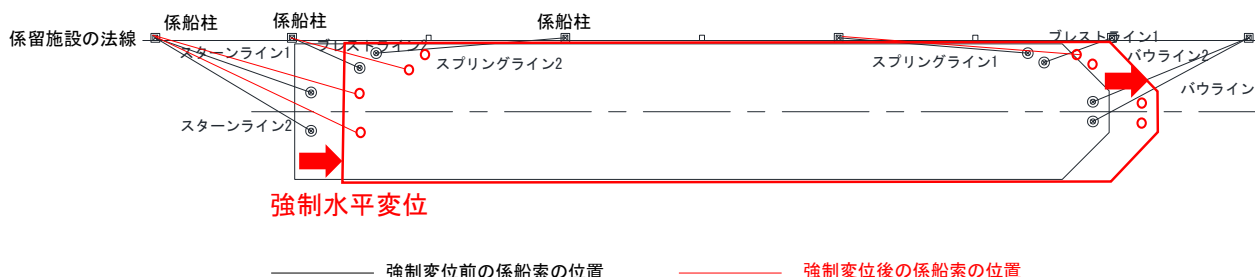 係船柱
係船柱
係船柱
係留施設の法線
スターンライン1
ブレストライン2
スプリングライン2
スプリングライン1
ブレストライン1
バウライン2
バウライン
スターンライン2
強制水平変位
強制変位前の係船索の位置
強制変位後の係船索の位置